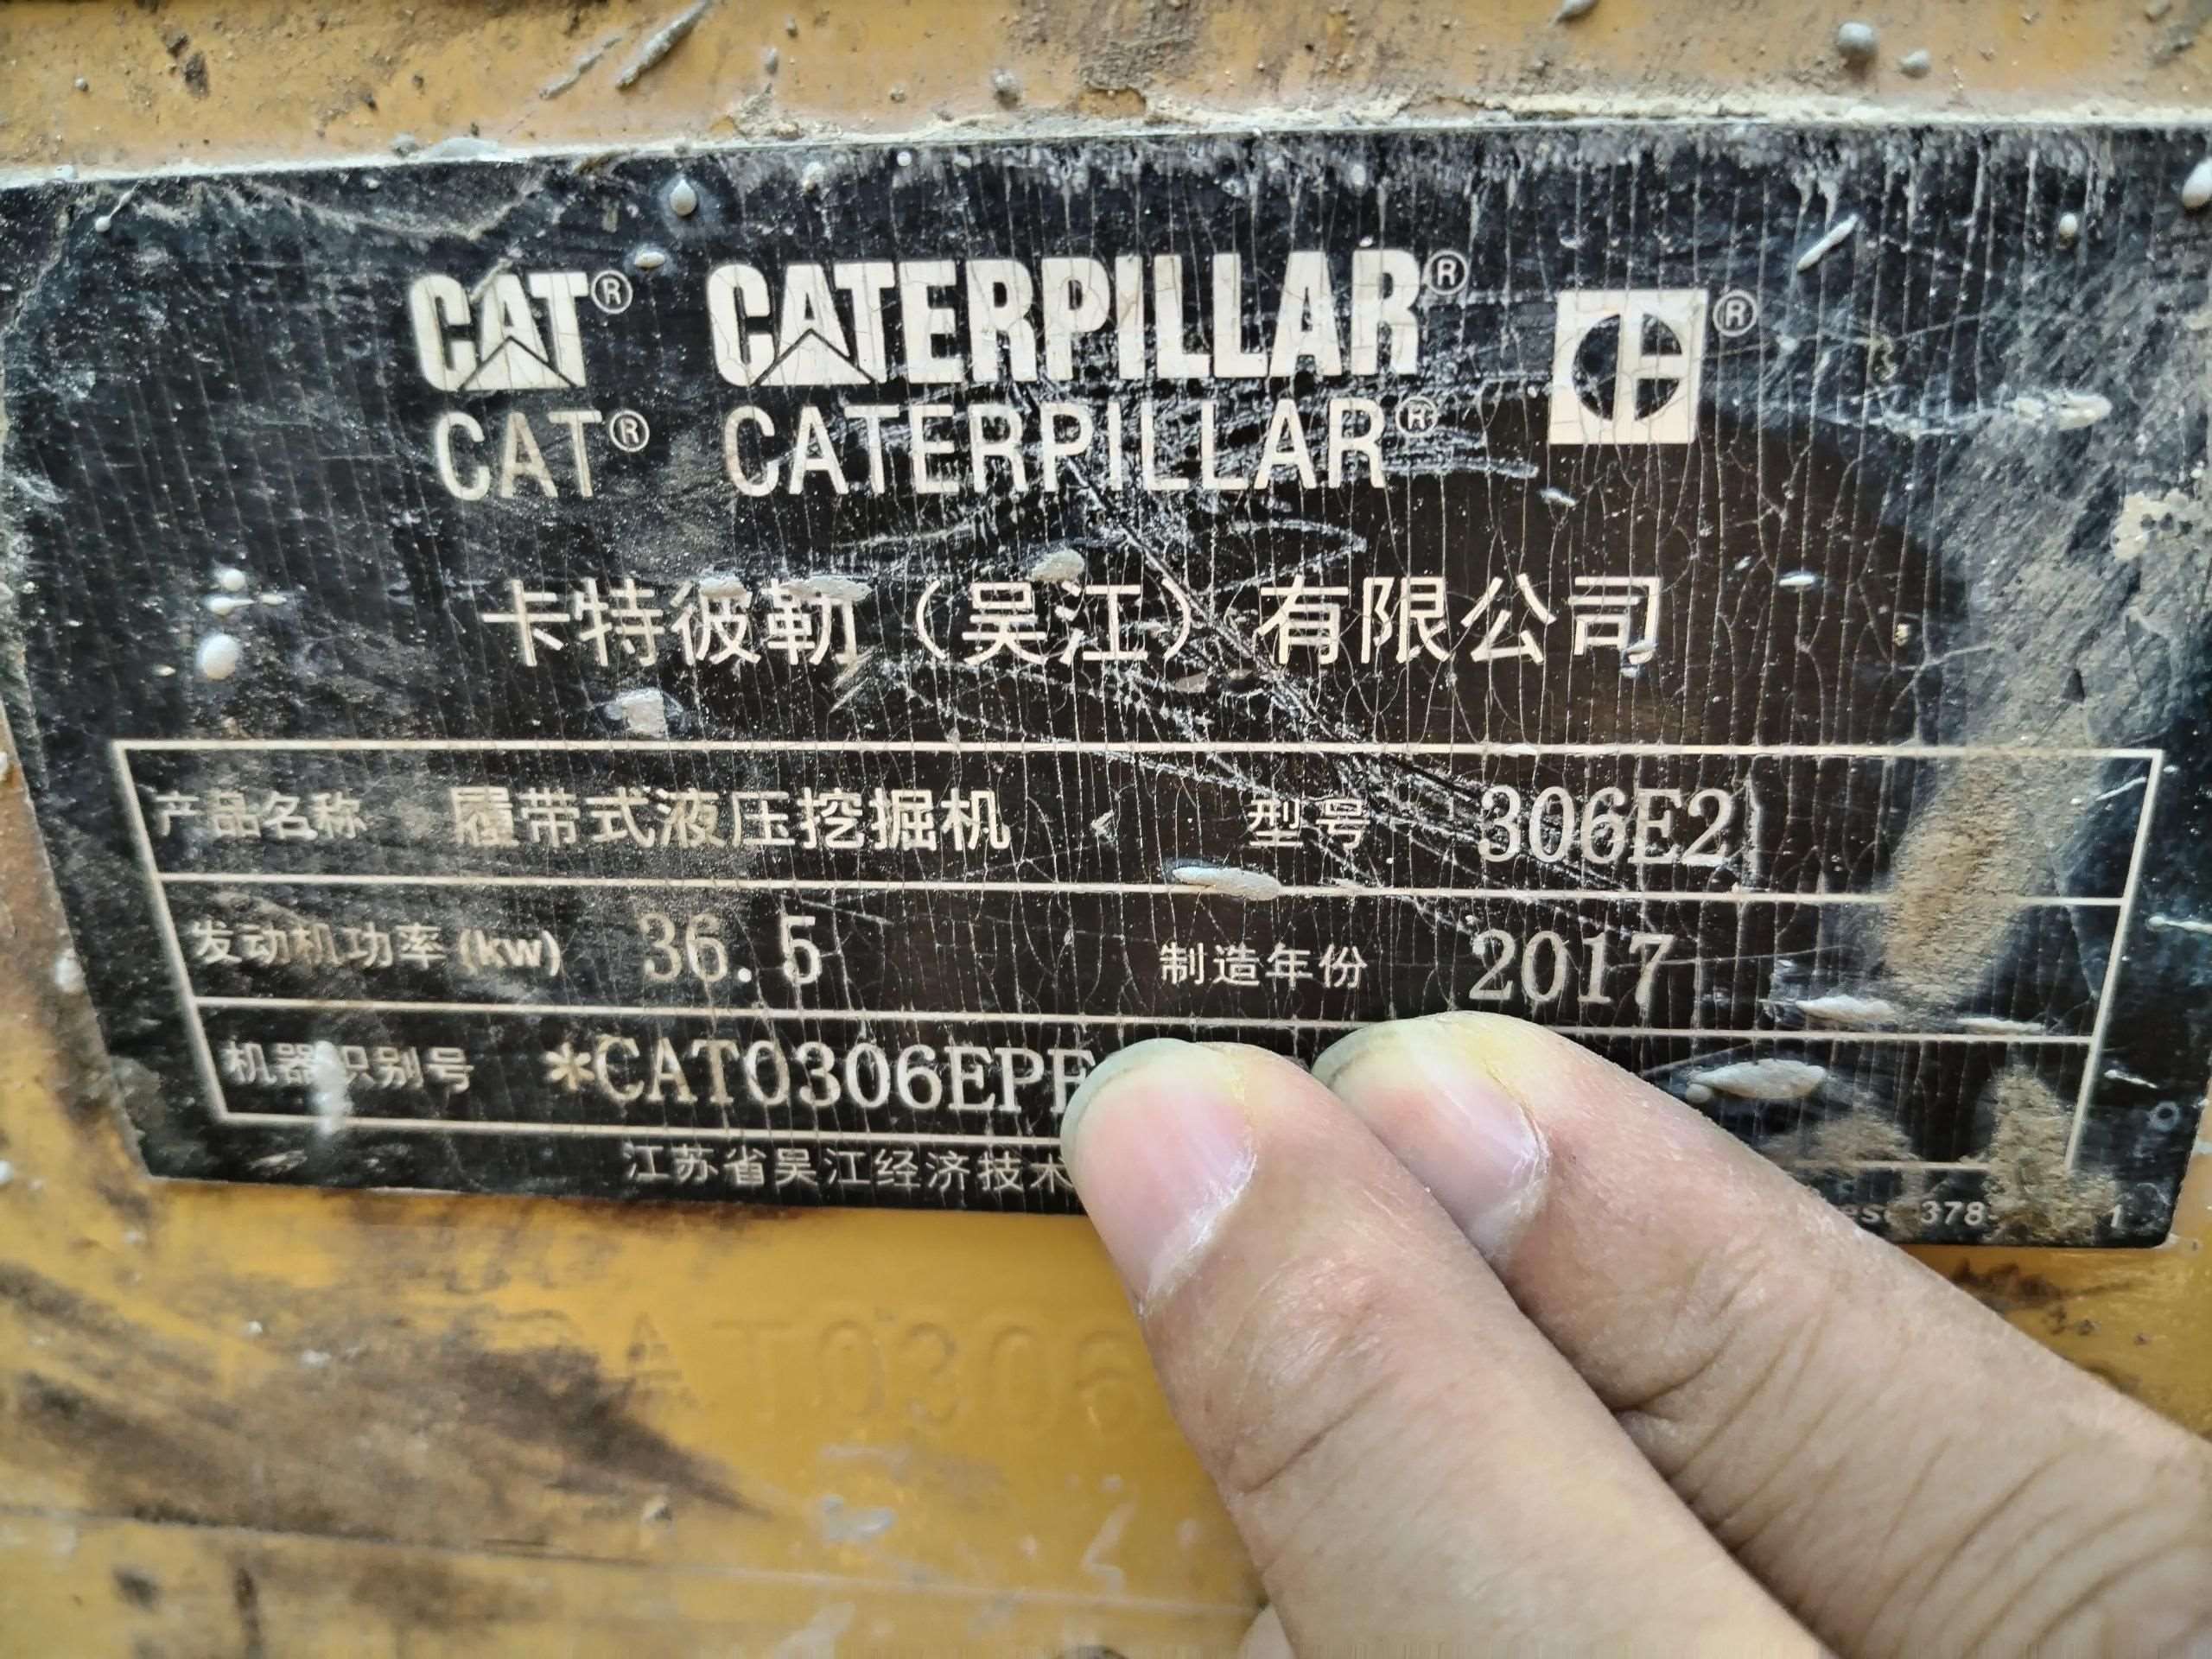 CAT® CATERPILLAR® ®
CAT® CATERPILLAR®
卡特彼勒（吴江）有限公司
产品名称 履带式液压挖掘机 型号 306E2
发动机功率(kw) 36.5 制造年份 2017
机器识别号 *CAT0306EP
江苏省吴江经济技术
378
1
AT0306